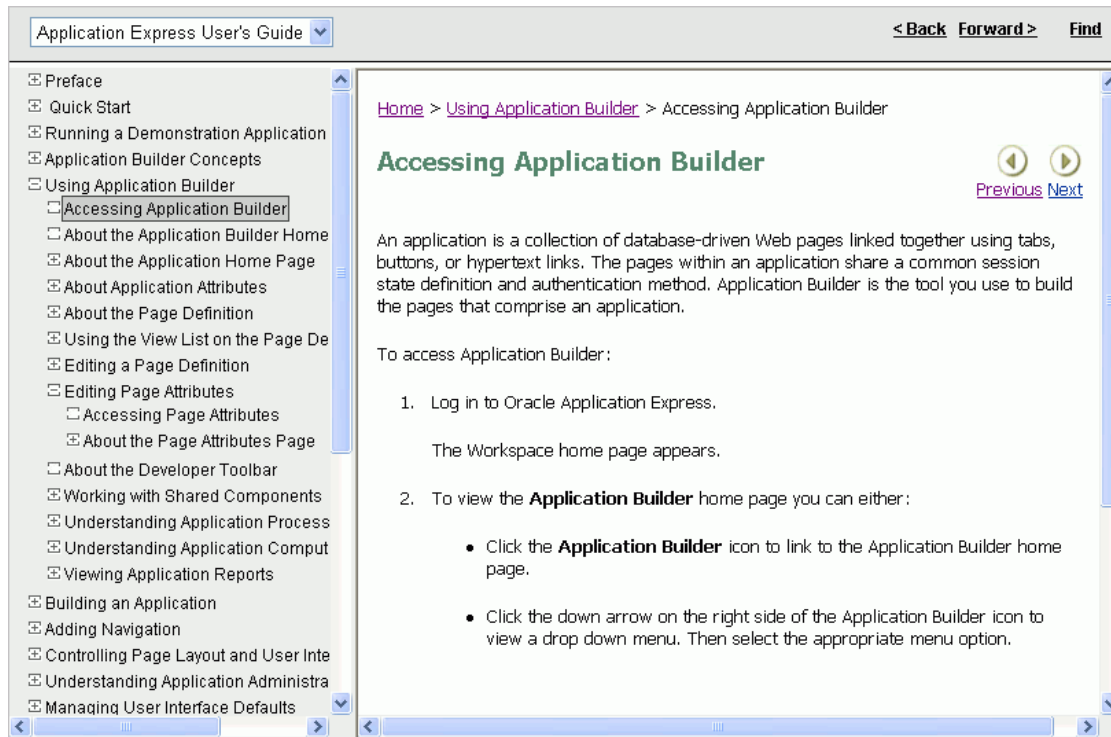 Application Express User's Guide
< Back Forward > Find
Preface
Quick Start
Running a Demonstration Application
Application Builder Concepts
Using Application Builder
Accessing Application Builder
About the Application Builder Home
About the Application Home Page
About Application Attributes
About the Page Definition
Using the View List on the Page De
Editing a Page Definition
Editing Page Attributes
Accessing Page Attributes
About the Page Attributes Page
About the Developer Toolbar
Working with Shared Components
Understanding Application Process
Understanding Application Comput
Viewing Application Reports
Building an Application
Adding Navigation
Controlling Page Layout and User Inte
Understanding Application Administra
Managing User Interface Defaults
Home > Using Application Builder > Accessing Application Builder
Accessing Application Builder
Previous Next
An application is a collection of database-driven Web pages linked together using tabs,
buttons, or hypertext links. The pages within an application share a common session
state definition and authentication method. Application Builder is the tool you use to build
the pages that comprise an application.
To access Application Builder:
1. Log in to Oracle Application Express.
The Workspace home page appears.
2. To view the Application Builder home page you can either:
• Click the Application Builder icon to link to the Application Builder home
page.
• Click the down arrow on the right side of the Application Builder icon to
view a drop down menu. Then select the appropriate menu option.